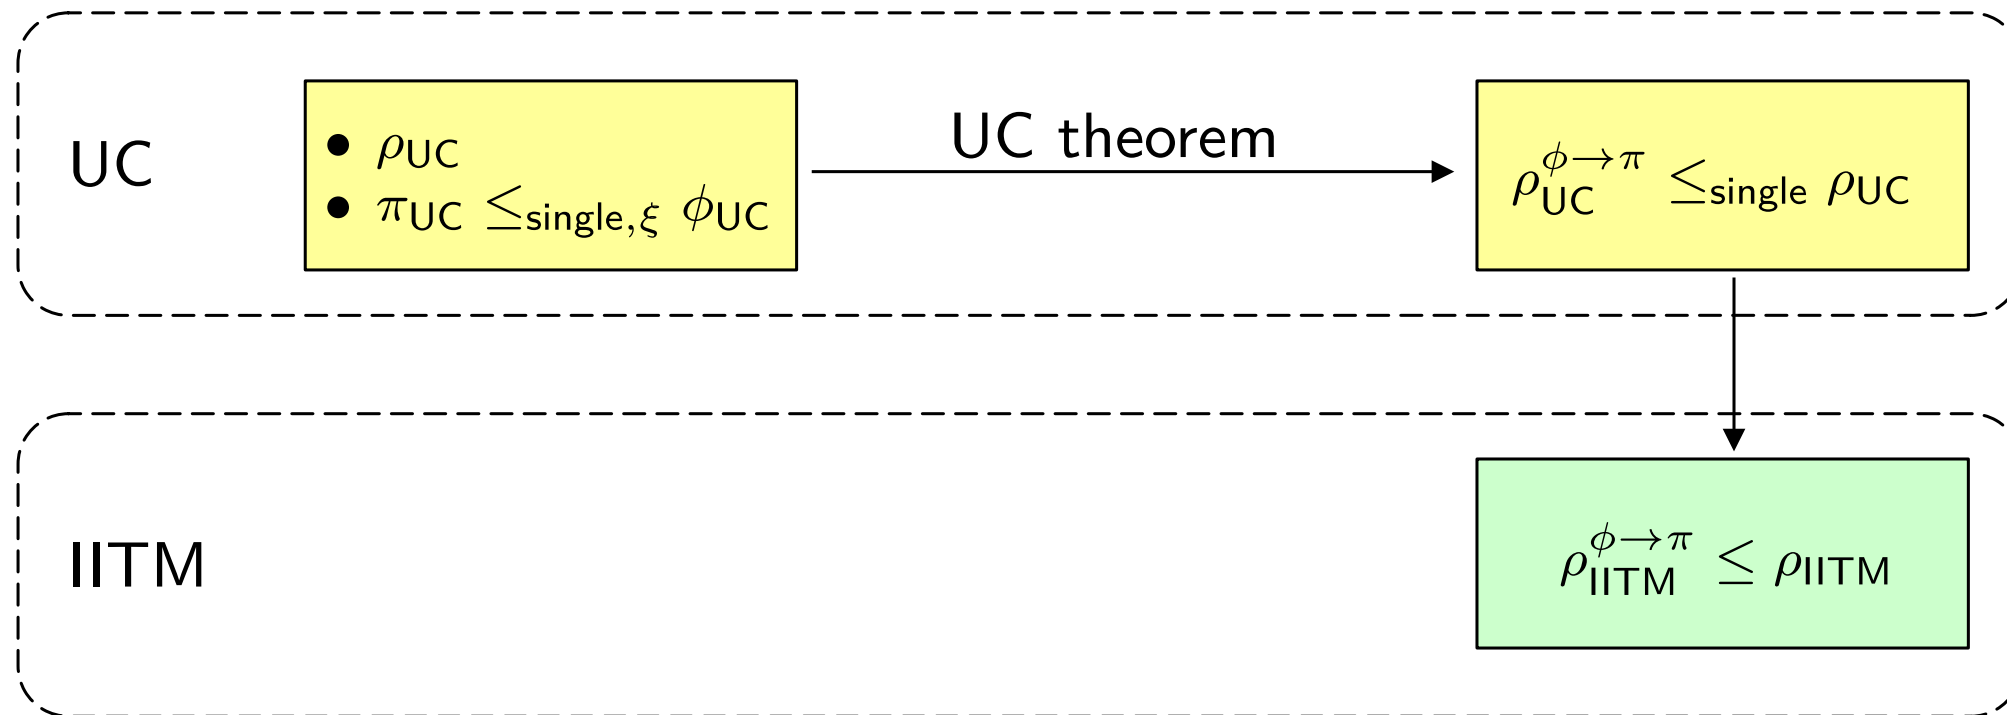 UC
• ρ_UC
• π_UC ≤_single,ξ φ_UC
UC theorem
ρ_UC^{ϕ→π} ≤_single ρ_UC
IITM
ρ_IITM^{ϕ→π} ≤ ρ_IITM